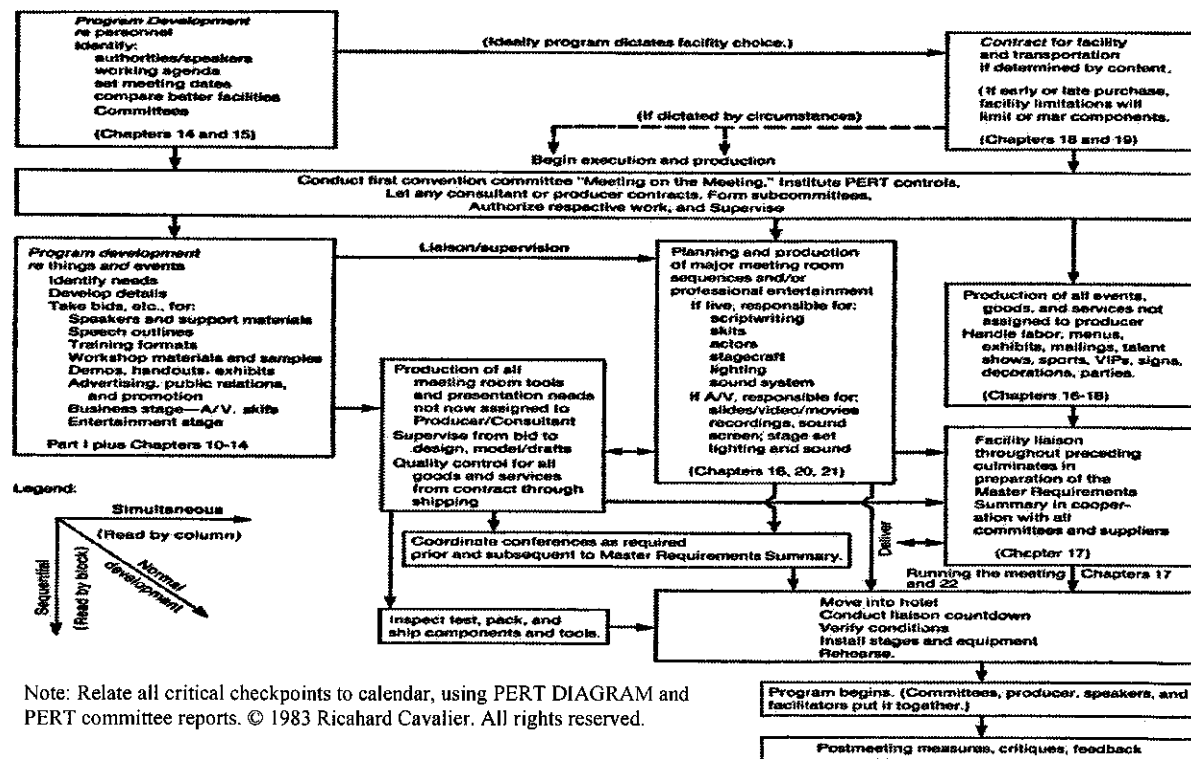 Program Development
re personnel
Identify:
authorities/speakers
working agenda
set meeting dates
compare better facilities
Committees
(Chapters 14 and 15)
(Ideally program dictates facility choice.)
Contract for facility
and transportation
if determined by content.
(If early or late purchase,
facility limitations will
limit or mar components.
(Chapters 18 and 19)
(If dictated by circumstances)
Begin execution and production
Conduct first convention committee "Meeting on the Meeting." Institute PERT controls.
Let any consultant or producer contracts. Form subcommittees.
Authorize respective work, and Supervise
Program development
re things and events
Identify needs
Develop details
Take bids, etc., for:
Speakers and support materials
Speech outlines
Training formats
Workshop materials and samples
Demos, handouts, exhibits
Advertising, public relations,
and promotion
Business stage—A/V, skits
Entertainment stage
Part I plus Chapters 10-14
Liaison/supervision
Production of all
meeting room tools
and presentation needs
not now assigned to
Producer/Consultant
Supervise from bid to
design, model/drafts
Quality control for all
goods and services
from contract through
shipping
Planning and production
of major meeting room
sequences and/or
professional entertainment
if live, responsible for:
scriptwriting
skits
actors
stagecraft
lighting
sound system
If A/V, responsible for:
slides/video/movies
recordings, sound
screen; stage set
lighting and sound
(Chapters 16, 20, 21)
Production of all events,
goods, and services not
assigned to producer
Handle labor, menus,
exhibits, mailings, talent
shows, sports, VIPs, signs,
decorations, parties.
(Chapters 16-18)
Facility liaison
throughout preceding
culminates in
preparation of the
Master Requirements
Summary in cooper-
ation with all
committees and suppliers
(Chapter 17)
Legend:
Simultaneous
(Read by column)
Sequential
(Read by block)
Normal
development
Coordinate conferences as required
prior and subsequent to Master Requirements Summary.
Deliver
Running the meeting Chapters 17
and 22
Inspect test, pack, and
ship components and tools.
Move into hotel
Conduct liaison countdown
Verify conditions
Install stages and equipment
Rehearse.
Note: Relate all critical checkpoints to calendar, using PERT DIAGRAM and
PERT committee reports. © 1983 Ricahard Cavalier. All rights reserved.
Program begins. (Committees, producer, speakers, and
facilitators put it together.)
Postmeeting measures, critiques, feedback